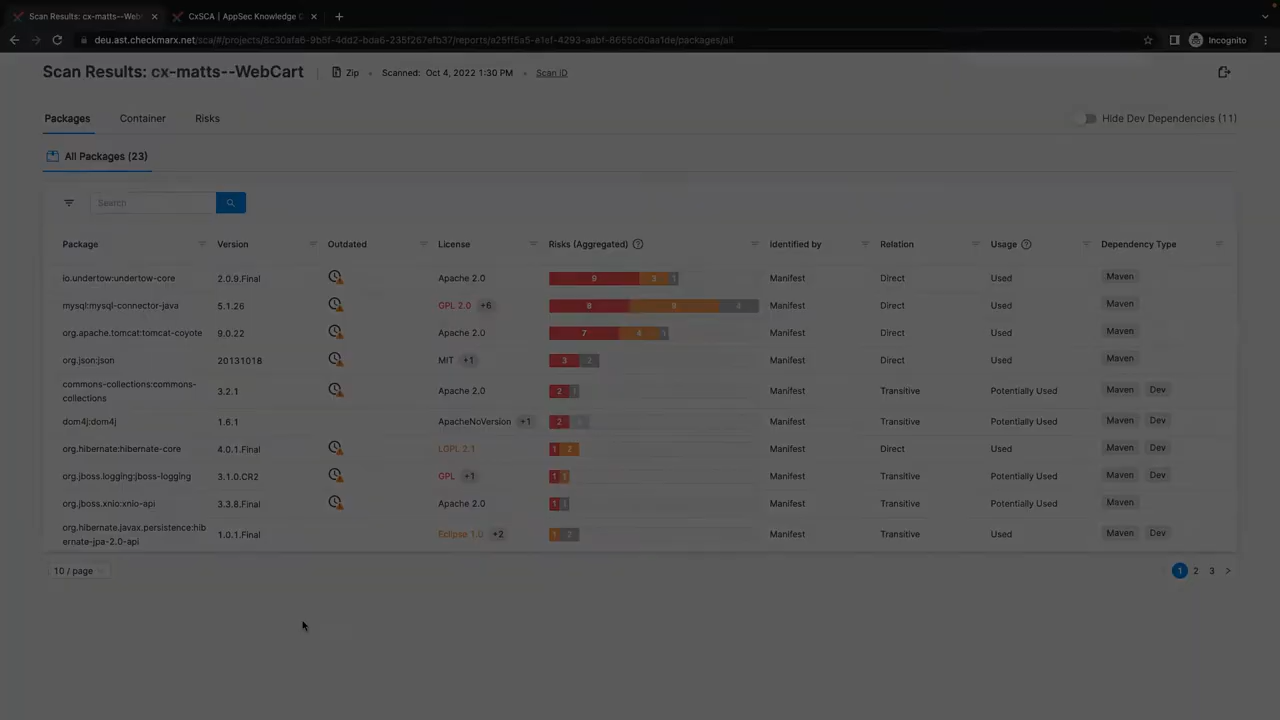 Scan Results: cx-matts--Web
CxSCA | AppSec Knowledge C
deu.ast.checkmarx.net/sca/#/projects/8c30afa6-9b5f-4dd2-bda6-235f267efb37/reports/a25ff5a5-e1ef-4293-aabf-8655c60aa1de/packages/all
Incognito
Scan Results: cx-matts--WebCart
Zip
Scanned: Oct 4, 2022 1:30 PM
Scan ID
Packages Container Risks
Hide Dev Dependencies (11)
All Packages (23)
Search
Package Version Outdated License Risks (Aggregated) Identified by Relation Usage Dependency Type
io.undertow:undertow-core 2.0.9.Final Apache 2.0 9 3 1 Manifest Direct Used Maven
mysql:mysql-connector-java 5.1.26 GPL 2.0 +6 8 9 4 Manifest Direct Used Maven
org.apache.tomcat:tomcat-coyote 9.0.22 Apache 2.0 7 4 1 Manifest Direct Used Maven
org.json:json 20131018 MIT +1 3 2 Manifest Direct Used Maven
commons-collections:commons-
collections 3.2.1 Apache 2.0 2 Manifest Transitive Potentially Used Maven Dev
dom4j:dom4j 1.6.1 ApacheNoVersion +1 2 Manifest Transitive Potentially Used Maven Dev
org.hibernate:hibernate-core 4.0.1.Final LGPL 2.1 1 2 Manifest Direct Used Maven Dev
org.jboss.logging:jboss-logging 3.1.0.CR2 GPL +1 1 1 Manifest Transitive Potentially Used Maven Dev
org.jboss.xnio:xnio-api 3.3.8.Final Apache 2.0 1 Manifest Transitive Potentially Used Maven
org.hibernate.javax.persistence:hib
ernate-jpa-2.0-api 1.0.1.Final Eclipse 1.0 +2 1 2 Manifest Transitive Used Maven Dev
10 / page
1 2 3